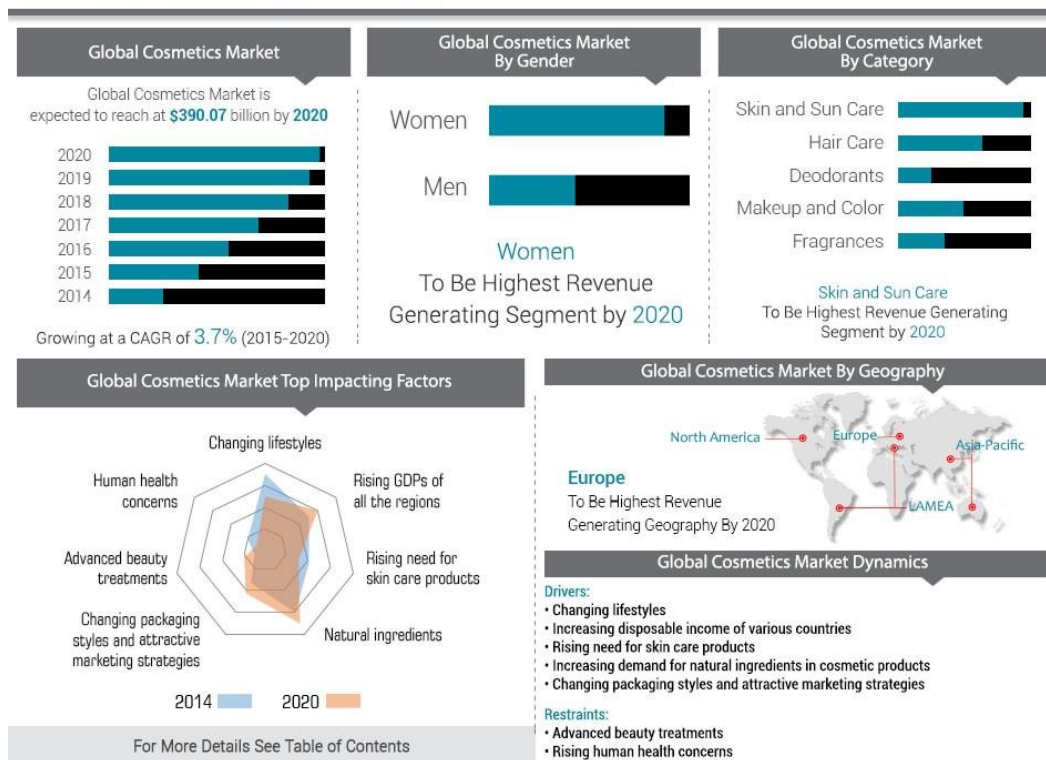 Global Cosmetics Market
Global Cosmetics Market is
expected to reach at $390.07 billion by 2020
2020
2019
2018
2017
2016
2015
2014
Growing at a CAGR of 3.7% (2015-2020)
Global Cosmetics Market
By Gender
Women
Men
Women
To Be Highest Revenue
Generating Segment by 2020
Global Cosmetics Market
By Category
Skin and Sun Care
Hair Care
Deodorants
Makeup and Color
Fragrances
Skin and Sun Care
To Be Highest Revenue Generating
Segment by 2020
Global Cosmetics Market Top Impacting Factors
Changing lifestyles
Human health
concerns
Rising GDPs of
all the regions
Advanced beauty
treatments
Rising need for
skin care products
Changing packaging
styles and attractive
marketing strategies
Natural ingredients
2014
2020
For More Details See Table of Contents
Global Cosmetics Market By Geography
North America
Europe
Asia-Pacific
LAMEA
Europe
To Be Highest Revenue
Generating Geography By 2020
Global Cosmetics Market Dynamics
Drivers:
• Changing lifestyles
• Increasing disposable income of various countries
• Rising need for skin care products
• Increasing demand for natural ingredients in cosmetic products
• Changing packaging styles and attractive marketing strategies
Restraints:
• Advanced beauty treatments
• Rising human health concerns